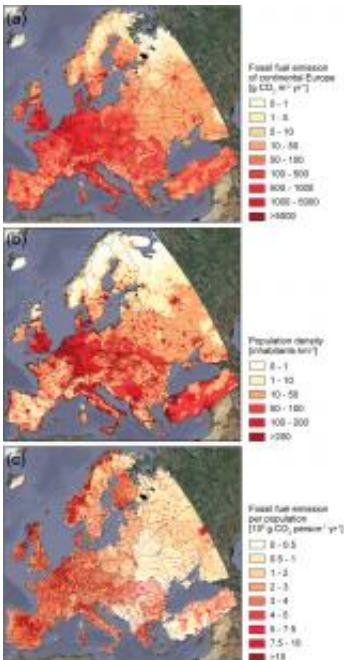 (a)
Fossil fuel emission
of continental Europe
[g CO₂ m⁻² yr⁻¹]
0 - 1
1 - 5
5 - 10
10 - 50
50 - 100
100 - 500
500 - 1000
1000 - 5000
>5000
(b)
Population density
[inhabitants km⁻²]
0 - 1
1 - 10
10 - 50
50 - 100
100 - 200
>200
(c)
Fossil fuel emission
per population
0 - 0.5
0.5 - 1
1 - 2
2 - 3
3 - 4
4 - 5
5 - 7.5
7.5 - 10
>10